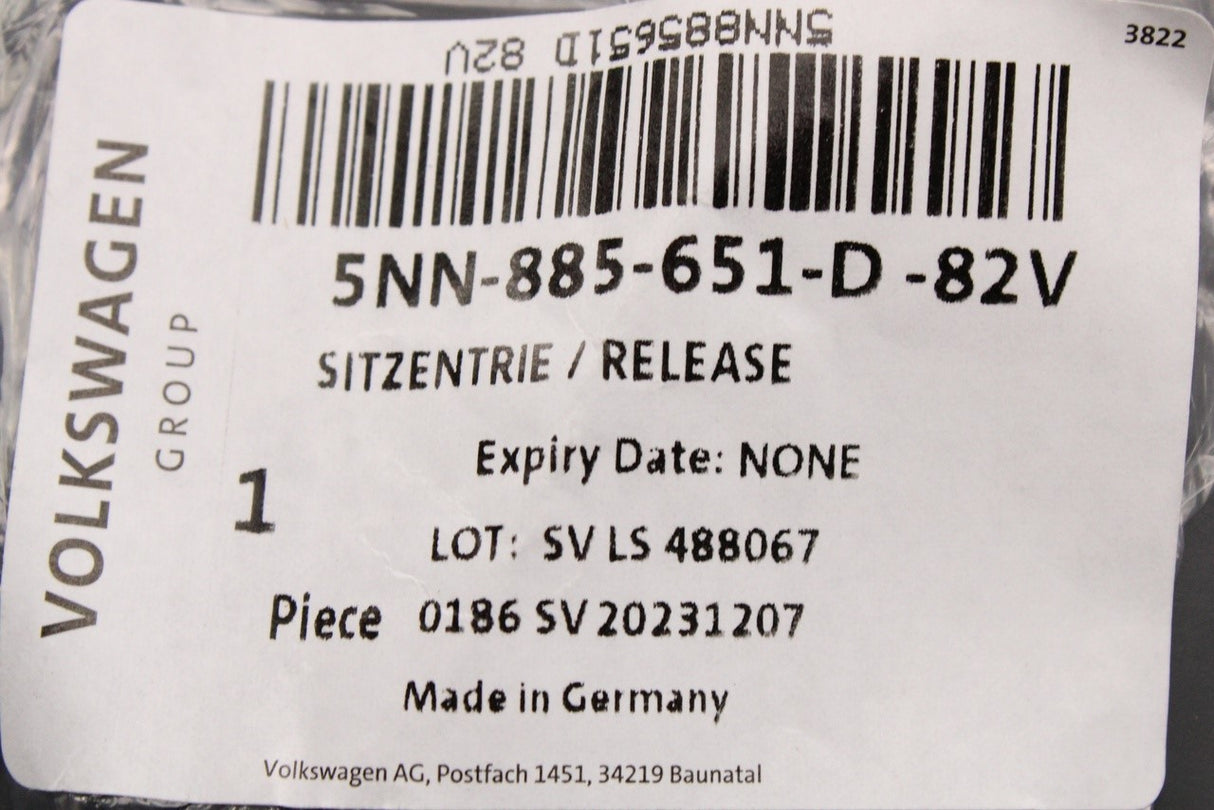 3822
5NN885651D 82V
VOLKSWAGEN
GROUP
5NN-885-651-D -82V
SITZENTRIE / RELEASE
Expiry Date: NONE
1
LOT: SV LS 488067
Piece 0186 SV 20231207
Made in Germany
Volkswagen AG, Postfach 1451, 34219 Baunatal